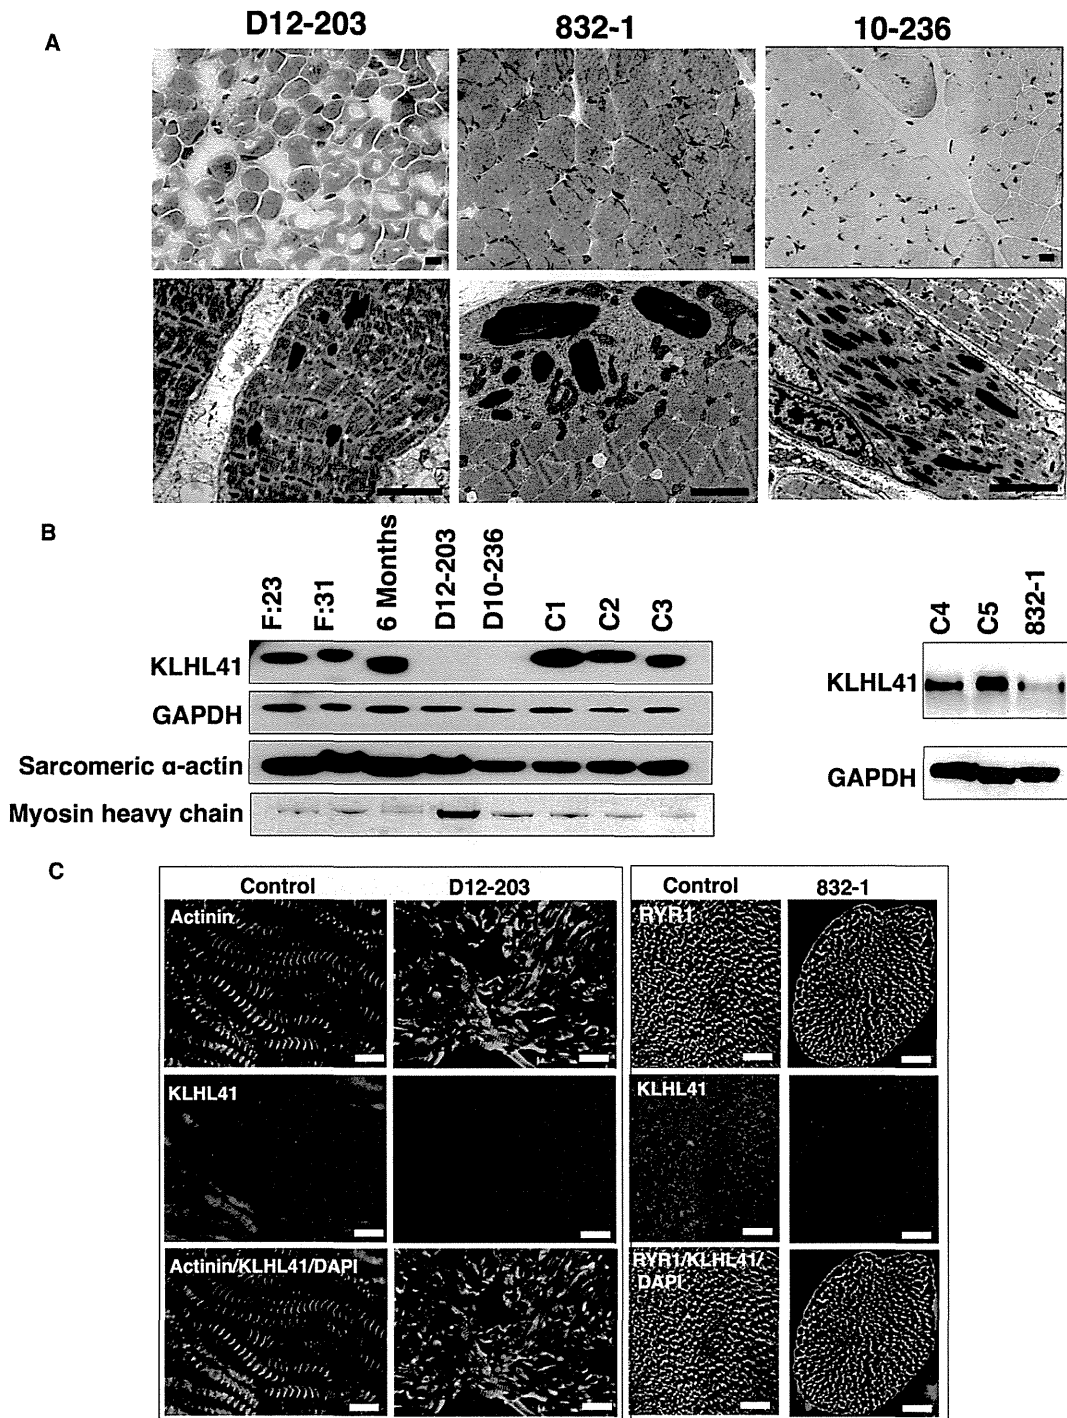 A
D12-203 832-1 10-236
B
F:23 F:31 6 Months D12-203 D10-236 C1 C2 C3
C4 C5 832-1
KLHL41
GAPDH
Sarcomeric α-actin
Myosin heavy chain
KLHL41
GAPDH
C
Control D12-203 Control 832-1
Actinin RYR1
KLHL41 KLHL41
Actinin/KLHL41/DAPI RYR1/KLHL41/
DAPI